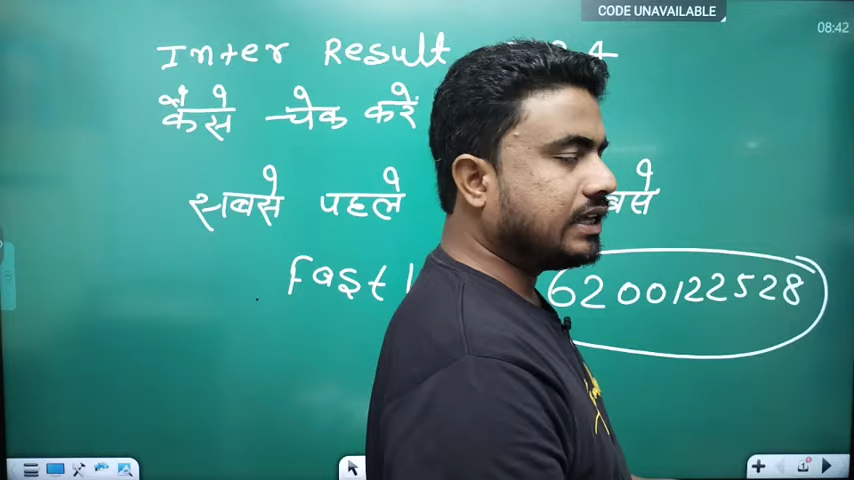 CODE UNAVAILABLE
08:42
Inter Result
कैसे चेक करें
सबसे पहले
Fast
6200122528